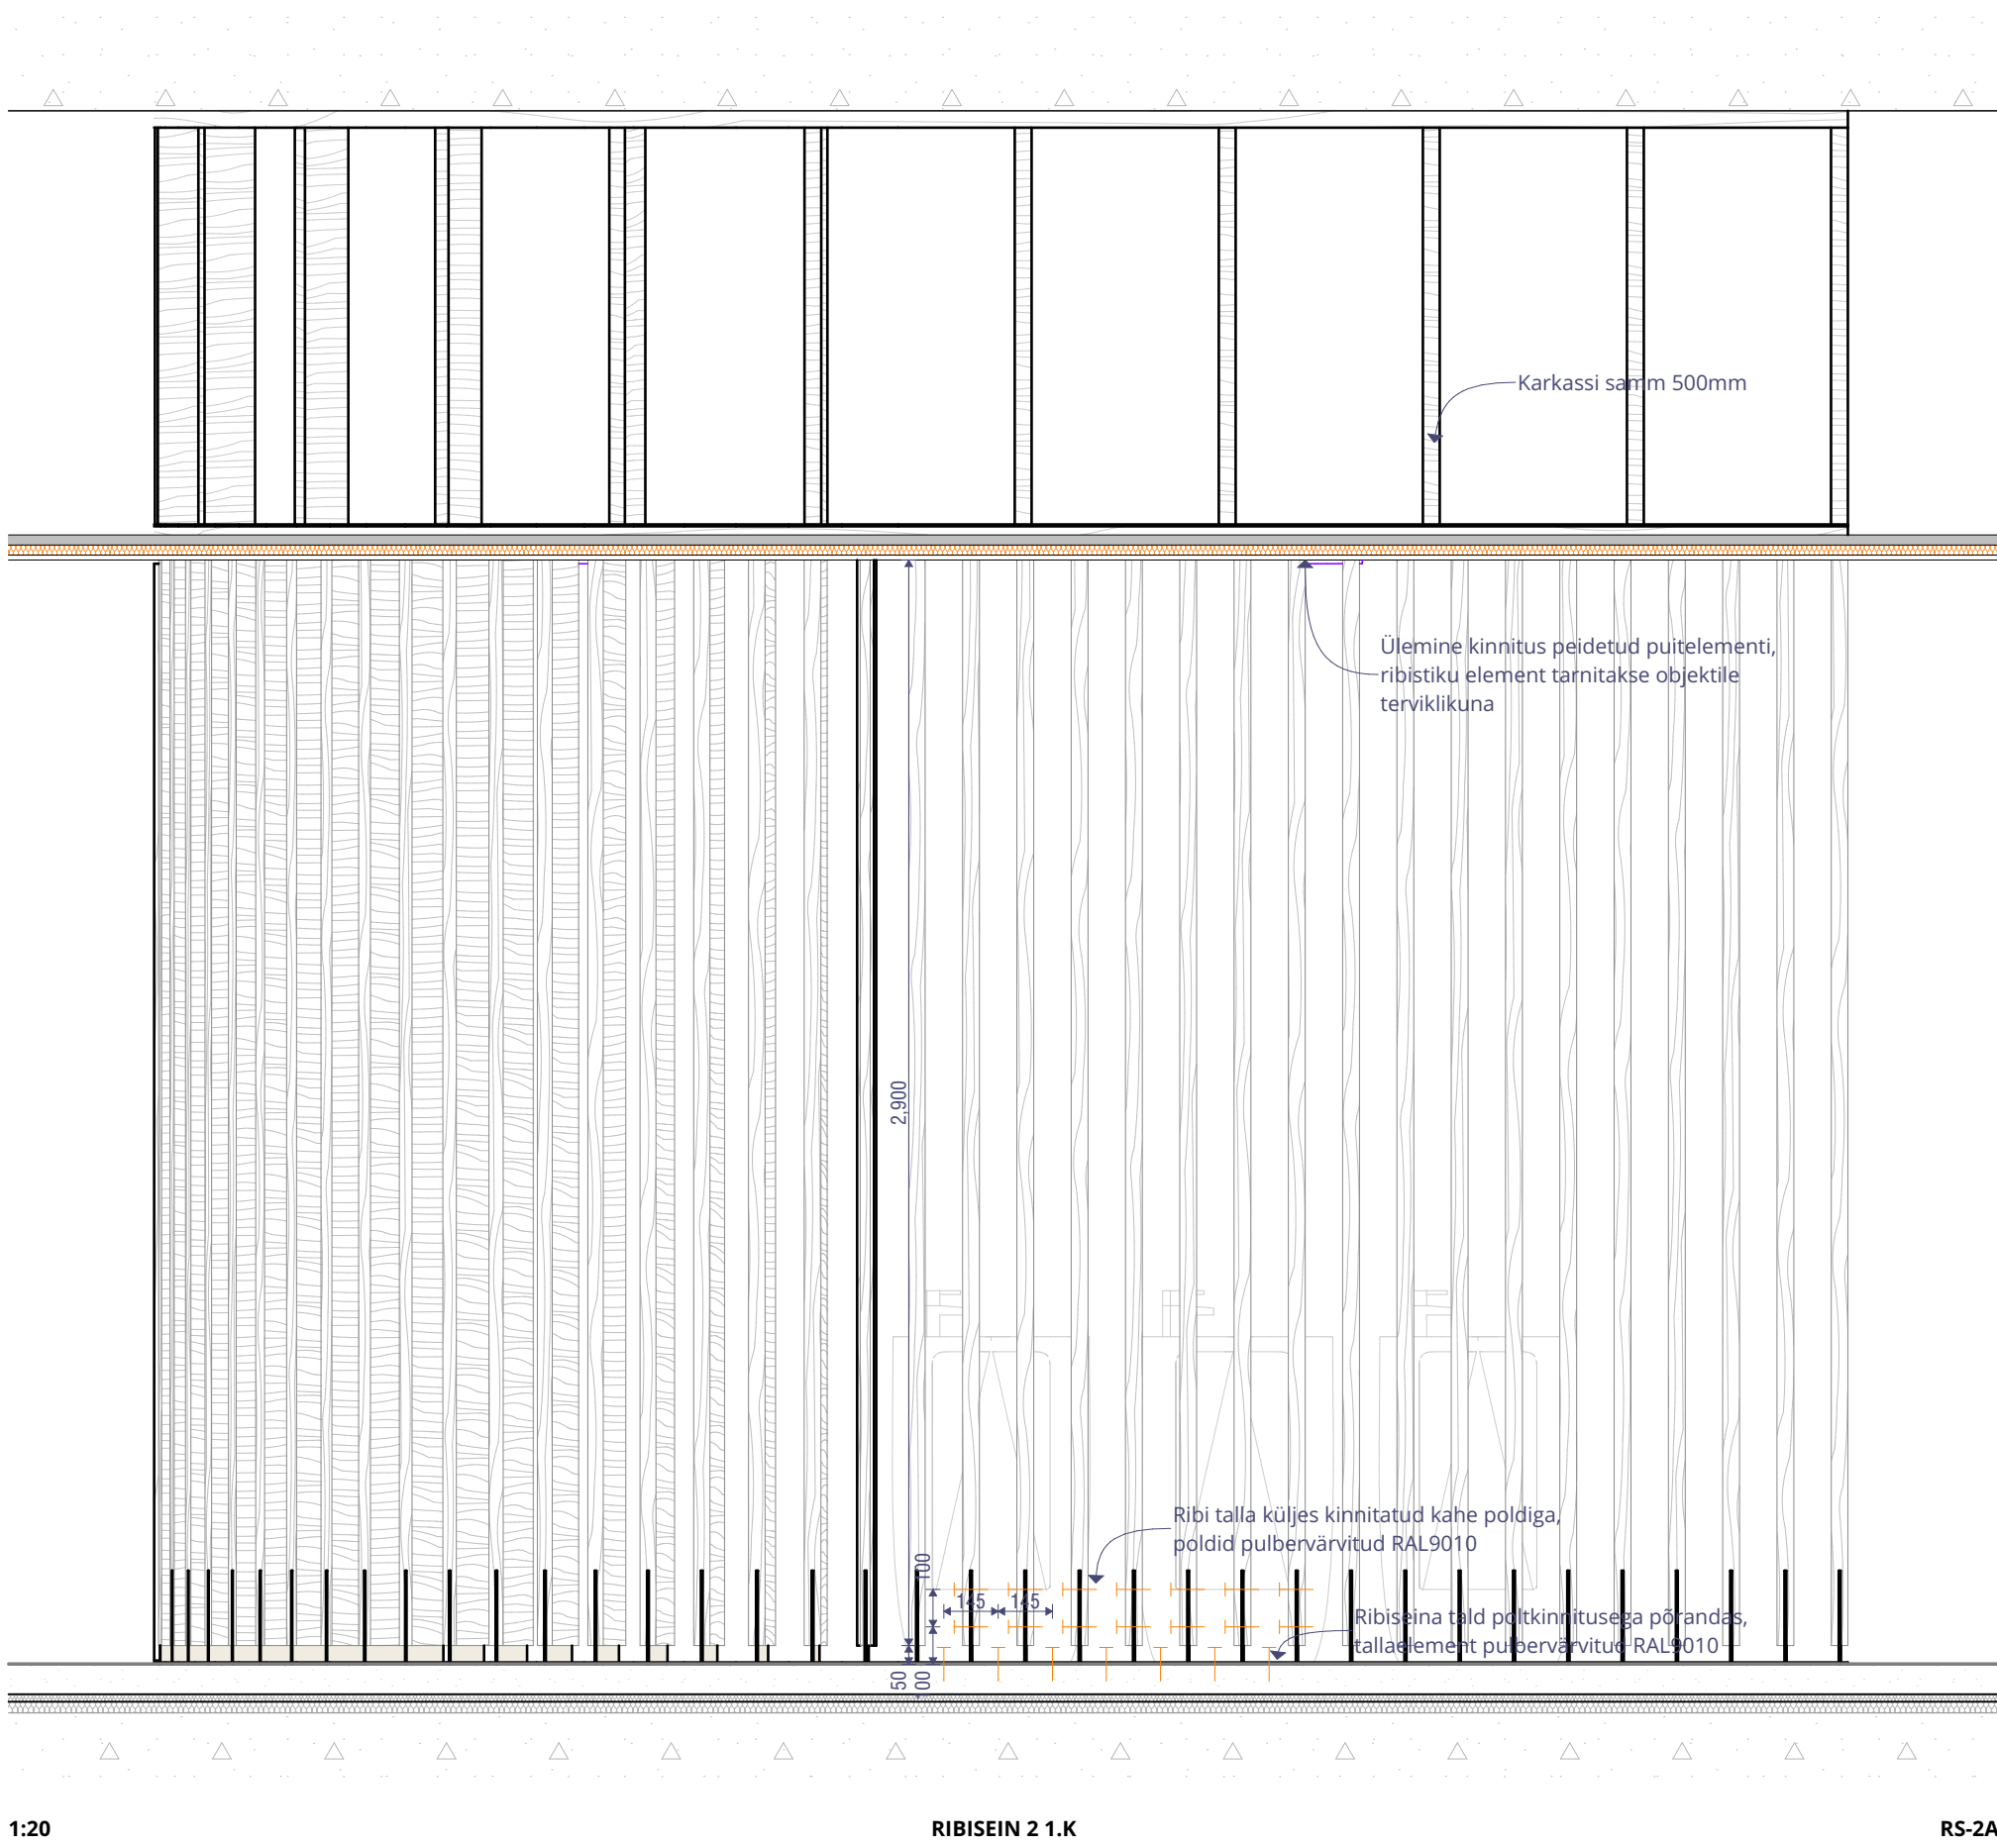 Karkassi samm 500mm
Ülemine kinnitus peidetud puitelementi,
ribistiku element tarnitakse objektile
terviklikuna
2,900
Ribi talla küljes kinnitatud kahe poldiga,
poldid pulbervärvitud RAL9010
100
145
145
Ribiseina tald poltkinnitusega põrandas,
tallaelement pulbervärvitud RAL9010
50
100
1:20
RIBISEIN 2 1.K
RS-2A